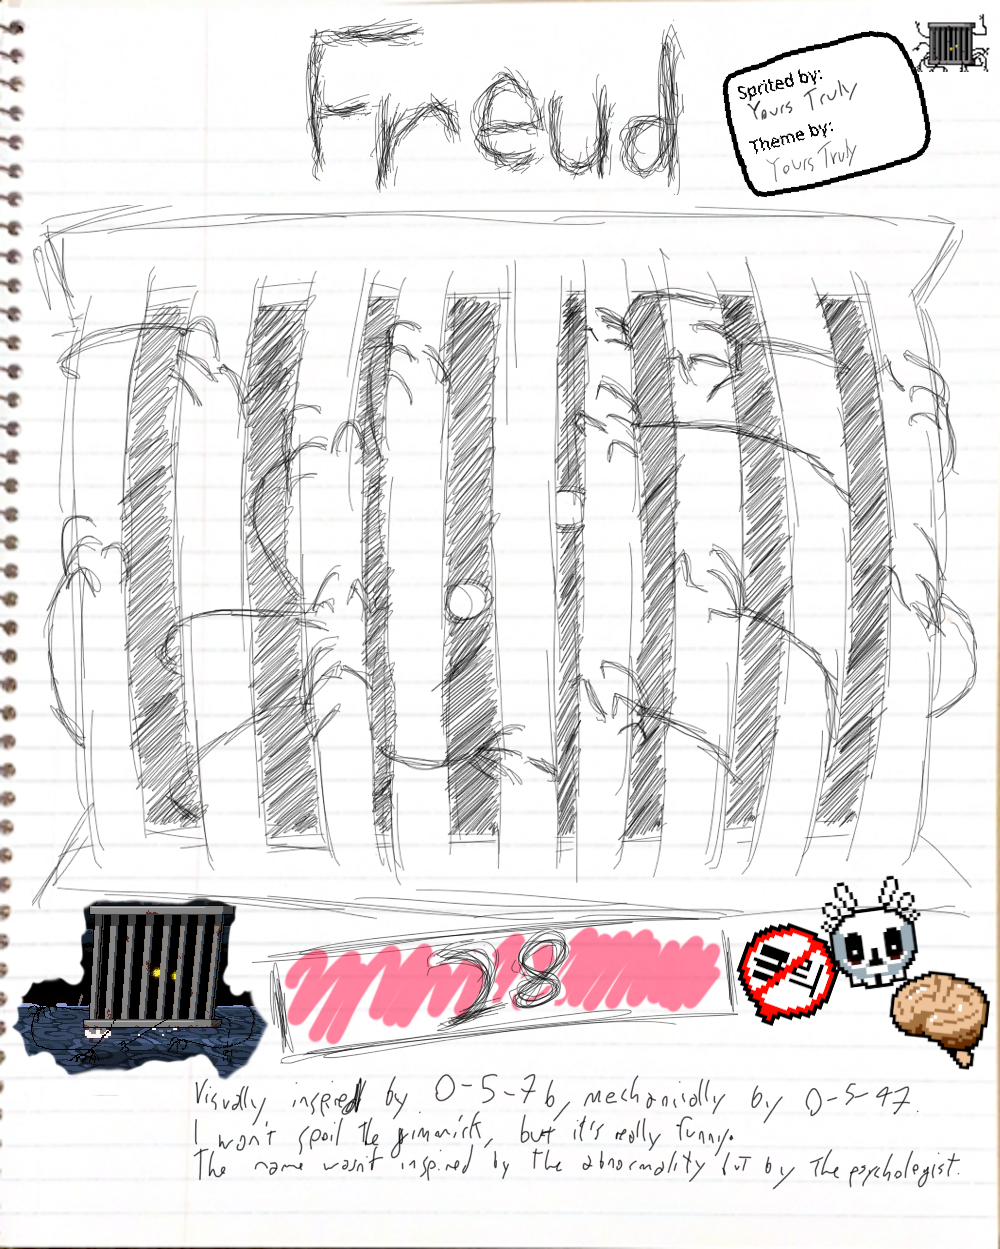 Freud
Sprited by:
Yours Truly
Theme by:
Yours Truly
28
Visually inspired by O-5-76, mechanically by O-5-47.
I won't spoil the gimmick, but it's really funny.
The name wasn't inspired by the abnormality but by the psychologist.